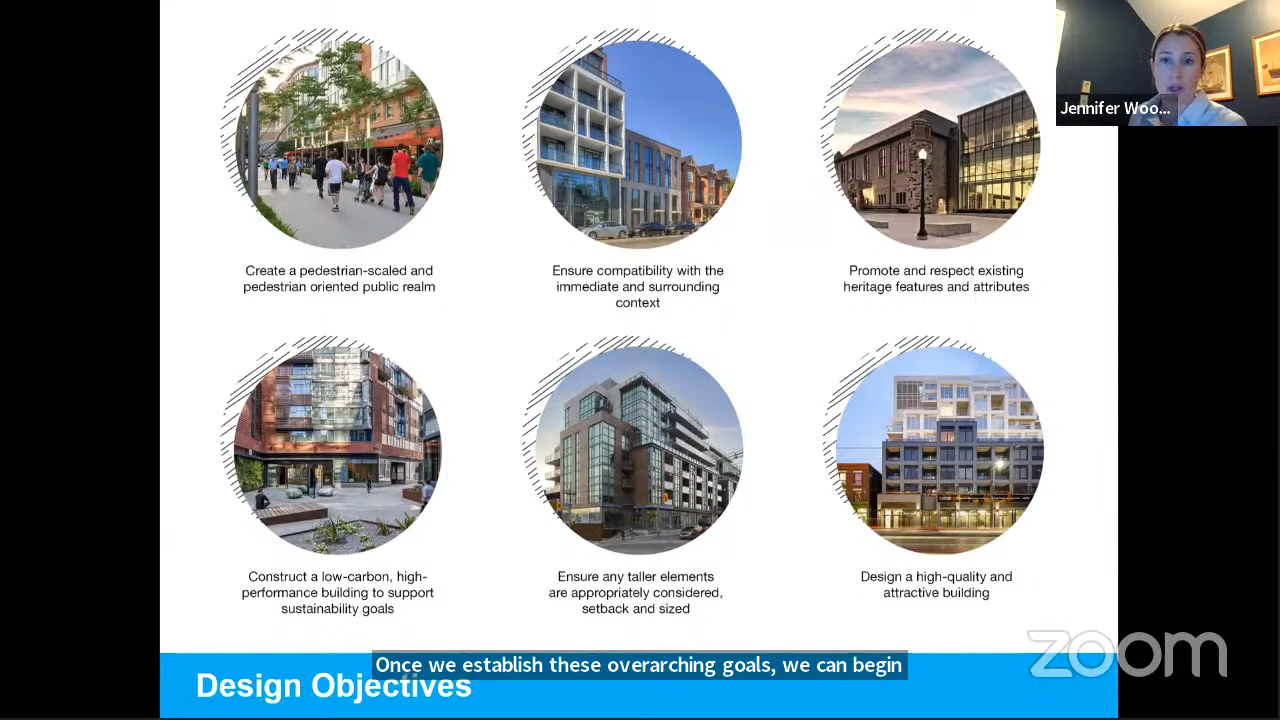 Jennifer Woo...
Create a pedestrian-scaled and
pedestrian oriented public realm
Ensure compatibility with the
immediate and surrounding
context
Promote and respect existing
heritage features and attributes
Construct a low-carbon, high-
performance building to support
sustainability goals
Ensure any taller elements
are appropriately considered,
setback and sized
Design a high-quality and
attractive building
Once we establish these overarching goals, we can begin
Design Objectives
zoom